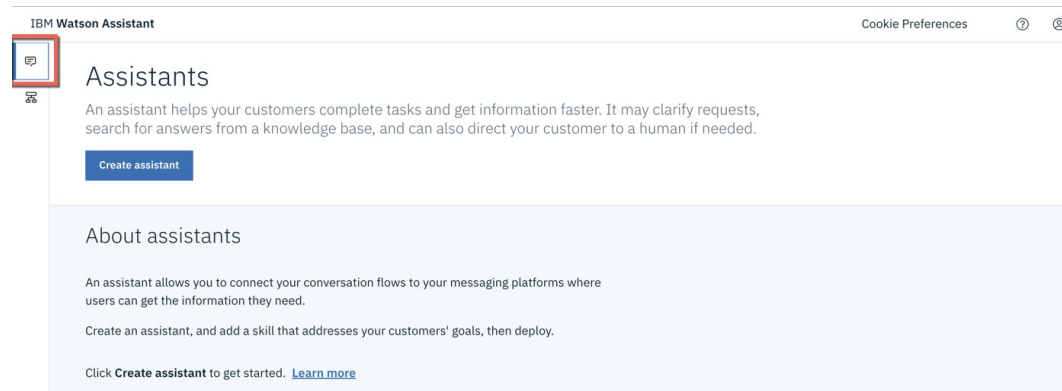 IBM Watson Assistant
Cookie Preferences
Assistants
An assistant helps your customers complete tasks and get information faster. It may clarify requests,
search for answers from a knowledge base, and can also direct your customer to a human if needed.
Create assistant
About assistants
An assistant allows you to connect your conversation flows to your messaging platforms where
users can get the information they need.
Create an assistant, and add a skill that addresses your customers' goals, then deploy.
Click Create assistant to get started. Learn more